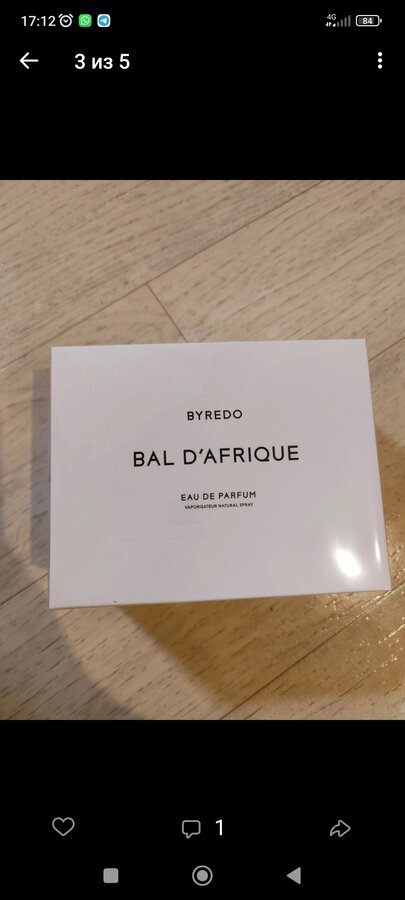 17:12
4G
84
3 из 5
BYREDO
BAL D'AFRIQUE
EAU DE PARFUM
VAPORISATEUR NATURAL SPRAY
1